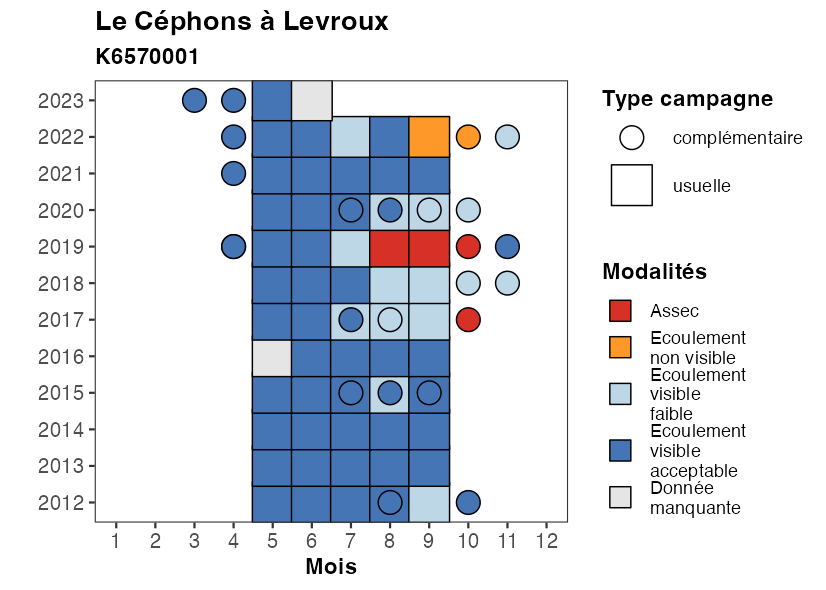 Le Céphons à Levroux
K6570001
2023
2022
2021
2020
2019
2018
2017
2016
2015
2014
2013
2012
1 2 3 4 5 6 7 8 9 10 11 12
Mois
Type campagne
complémentaire
usuelle
Modalités
Assec
Ecoulement
non visible
Ecoulement
visible
faible
Ecoulement
visible
acceptable
Donnée
manquante